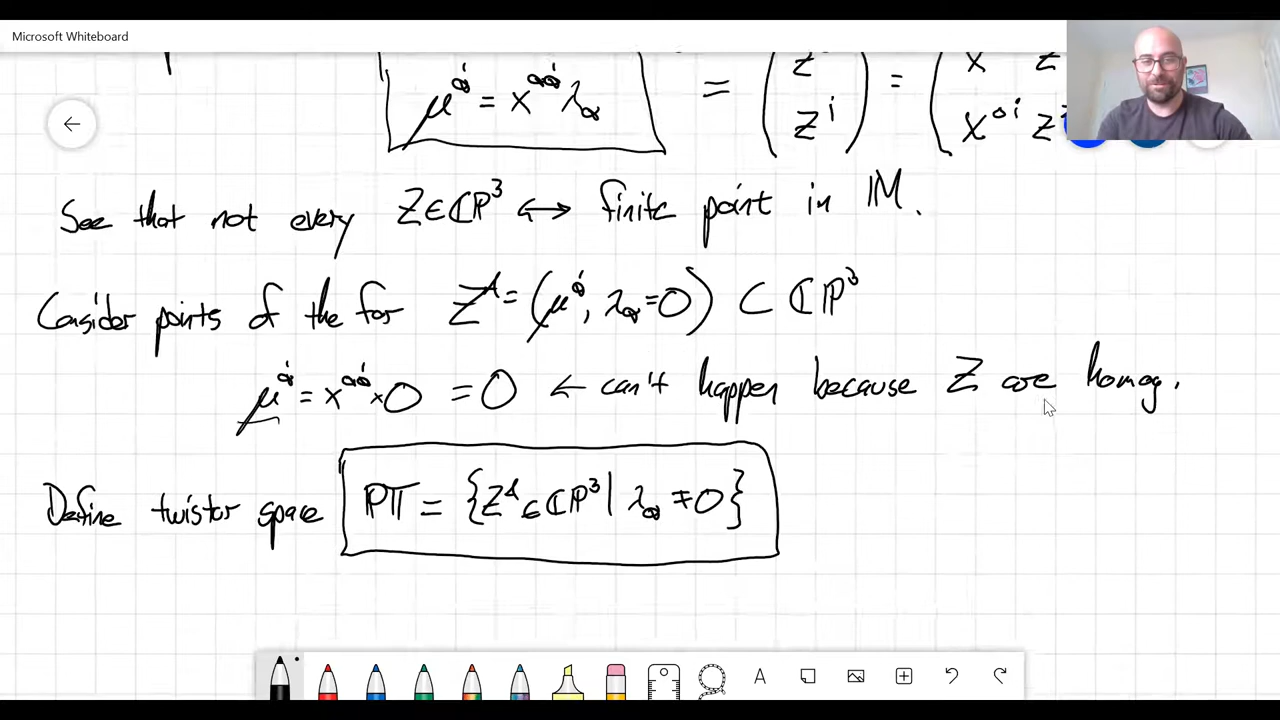 Microsoft Whiteboard
μ^α̇ = x^αα̇ λ_α = ( z^i ) = ( x z
x^0i z
See that not every Z∈ℂℙ³ ↔ finite point in 𝕄.
Consider points of the for Z^A = (μ^α̇, λ_α=0) ⊂ ℂℙ³
μ^α̇ = x^αα̇ × 0 = 0 ← can't happen because Z are homog.
Define twistor space ℙ𝕋 = {Z^A ∈ ℂℙ³ | λ_α ≠ 0}
A